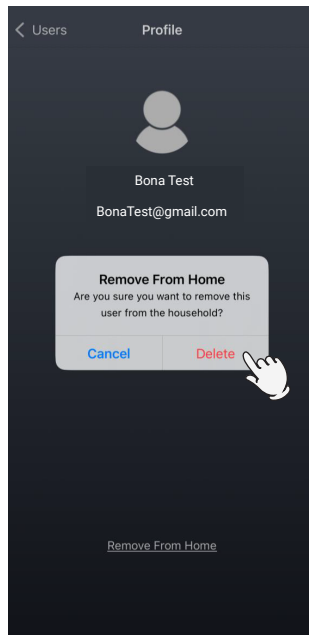 Users
Profile
Bona Test
BonaTest@gmail.com
Remove From Home
Are you sure you want to remove this
user from the household?
Cancel
Delete
Remove From Home